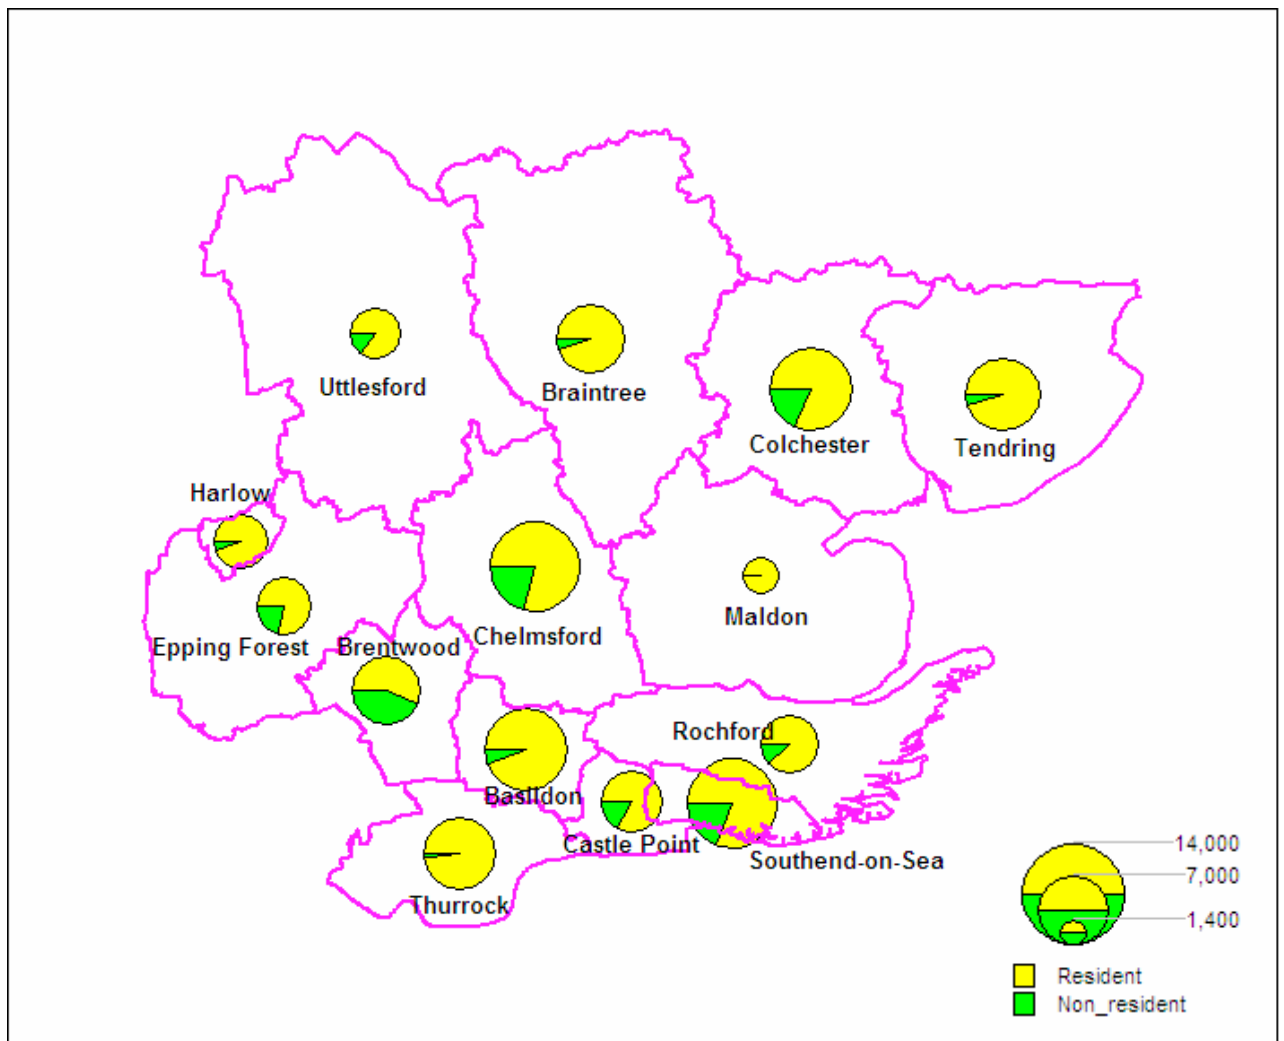 Uttlesford
Braintree
Colchester
Tendring
Harlow
Chelmsford
Maldon
Epping Forest
Brentwood
Rochford
Basildon
Castle Point
Southend-on-Sea
Thurrock
14,000
7,000
1,400
Resident
Non_resident